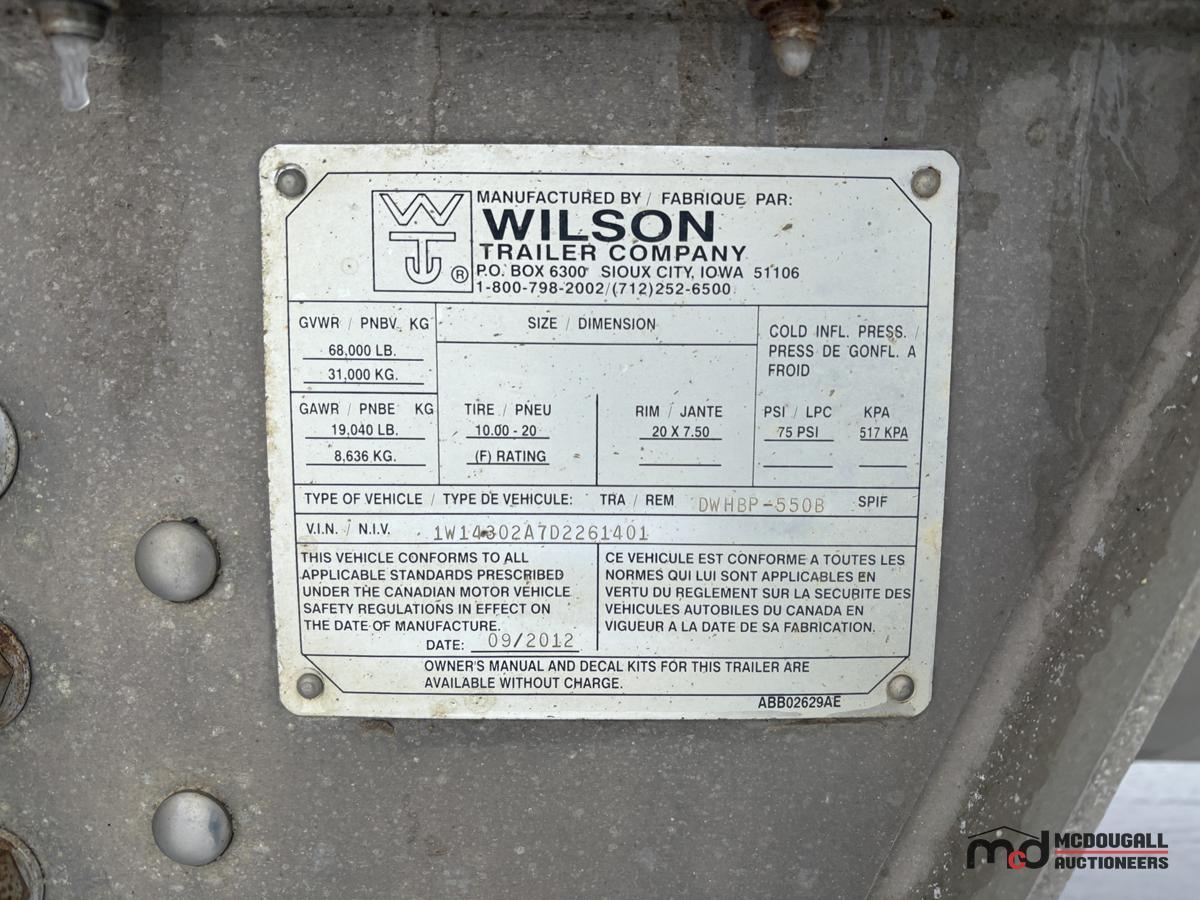 MANUFACTURED BY / FABRIQUE PAR:
WT ®
WILSON
TRAILER COMPANY
P.O. BOX 6300 SIOUX CITY, IOWA 51106
1-800-798-2002/(712)252-6500
GVWR / PNBV KG
68,000 LB.
31,000 KG.
SIZE / DIMENSION
COLD INFL. PRESS. /
PRESS DE GONFL. A
FROID
GAWR / PNBE KG
19,040 LB.
8,636 KG.
TIRE / PNEU
10.00 - 20
(F) RATING
RIM / JANTE
20 X 7.50
PSI / LPC KPA
75 PSI 517 KPA
TYPE OF VEHICLE / TYPE DE VEHICULE: TRA / REM DWHBP-550B SPIF
V.I.N. / N.I.V. 1W14302A7D2261401
THIS VEHICLE CONFORMS TO ALL
APPLICABLE STANDARDS PRESCRIBED
UNDER THE CANADIAN MOTOR VEHICLE
SAFETY REGULATIONS IN EFFECT ON
THE DATE OF MANUFACTURE.
DATE: 09/2012
CE VEHICULE EST CONFORME A TOUTES LES
NORMES QUI LUI SONT APPLICABLES EN
VERTU DU REGLEMENT SUR LA SECURITE DES
VEHICULES AUTOBILES DU CANADA EN
VIGUEUR A LA DATE DE SA FABRICATION.
OWNER'S MANUAL AND DECAL KITS FOR THIS TRAILER ARE
AVAILABLE WITHOUT CHARGE.
ABB02629AE
mcd MCDOUGALL
AUCTIONEERS